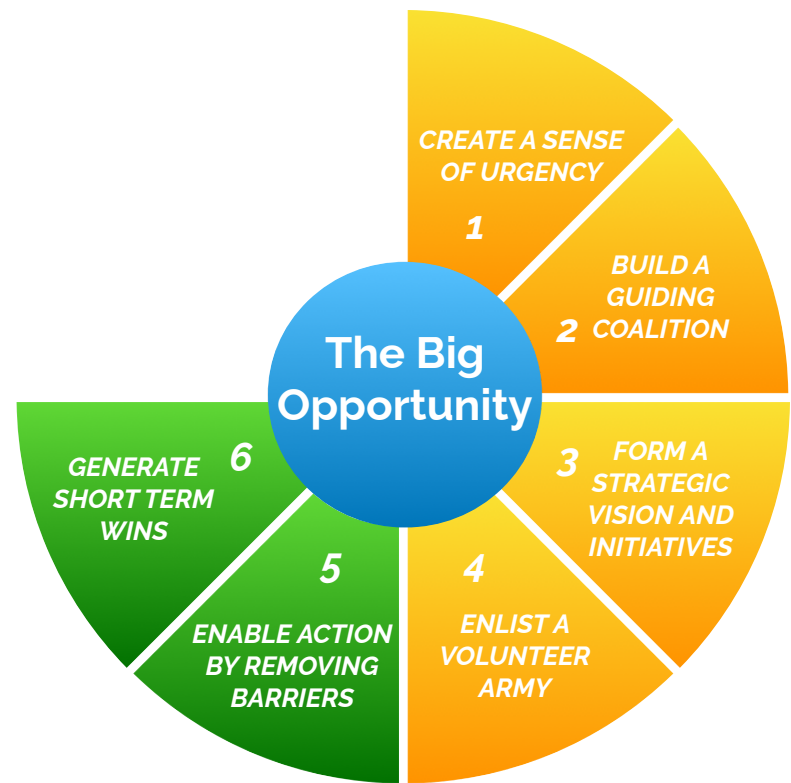 The Big
Opportunity
CREATE A SENSE
OF URGENCY
1
BUILD A
GUIDING
2 COALITION
3 FORM A
STRATEGIC
VISION AND
INITIATIVES
4
ENLIST A
VOLUNTEER
ARMY
5
ENABLE ACTION
BY REMOVING
BARRIERS
6
GENERATE
SHORT TERM
WINS